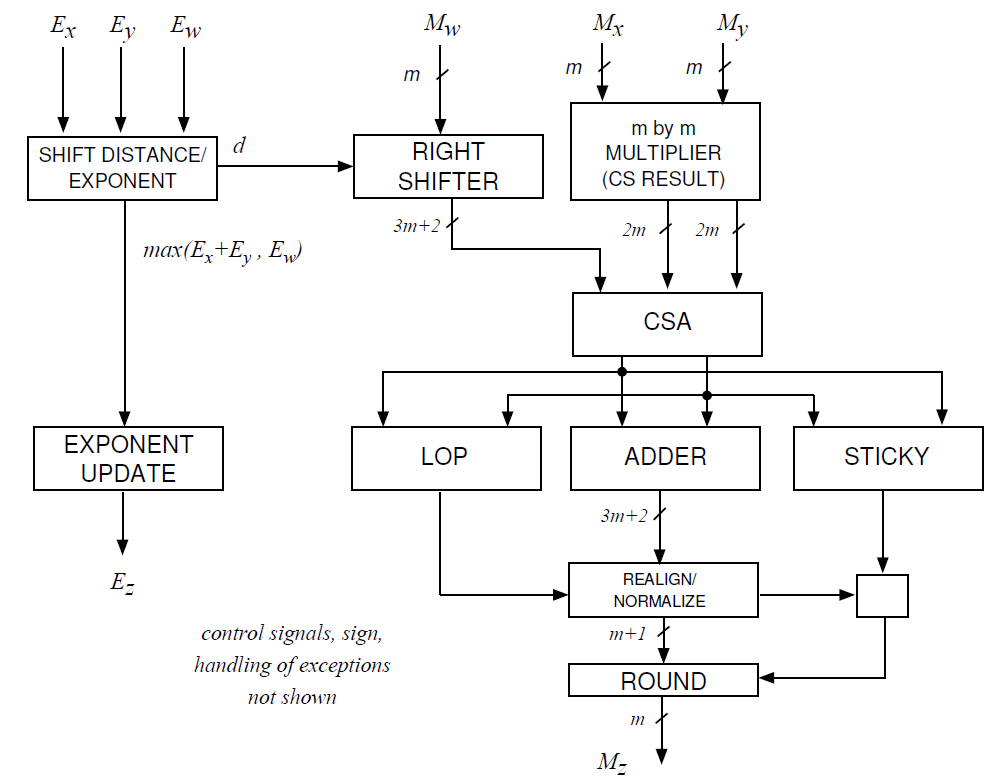 Ex Ey Ew Mw Mx My
m m m
SHIFT DISTANCE/
EXPONENT
d
RIGHT
SHIFTER
m by m
MULTIPLIER
(CS RESULT)
3m+2 2m 2m
max(Ex+Ey , Ew)
CSA
EXPONENT
UPDATE
LOP
ADDER
STICKY
3m+2
Ez
REALIGN/
NORMALIZE
control signals, sign,
handling of exceptions
not shown
m+1
ROUND
m
Mz